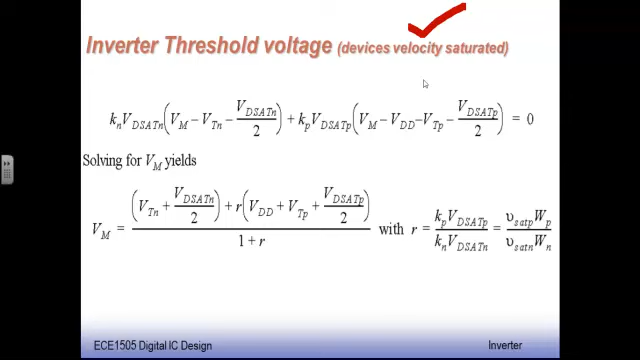 Inverter Threshold voltage (devices velocity saturated)
k_n V_DSATn (V_M – V_Tn – V_DSATn/2) + k_p V_DSATp (V_M – V_DD – V_Tp – V_DSATp/2) = 0
Solving for V_M yields
V_M = ((V_Tn + V_DSATn/2) + r(V_DD + V_Tp + V_DSATp/2)) / (1 + r) with r = k_p V_DSATp / k_n V_DSATn = υ_satp W_p / υ_satn W_n
ECE1505 Digital IC Design Inverter